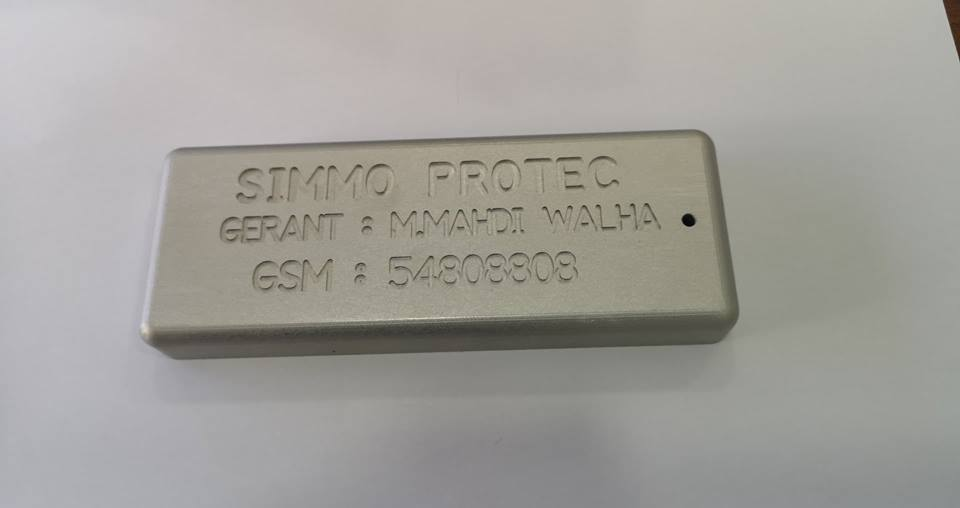 SIMMO PROTEC
GERANT : M.MAHDI WALHA
GSM : 54808808